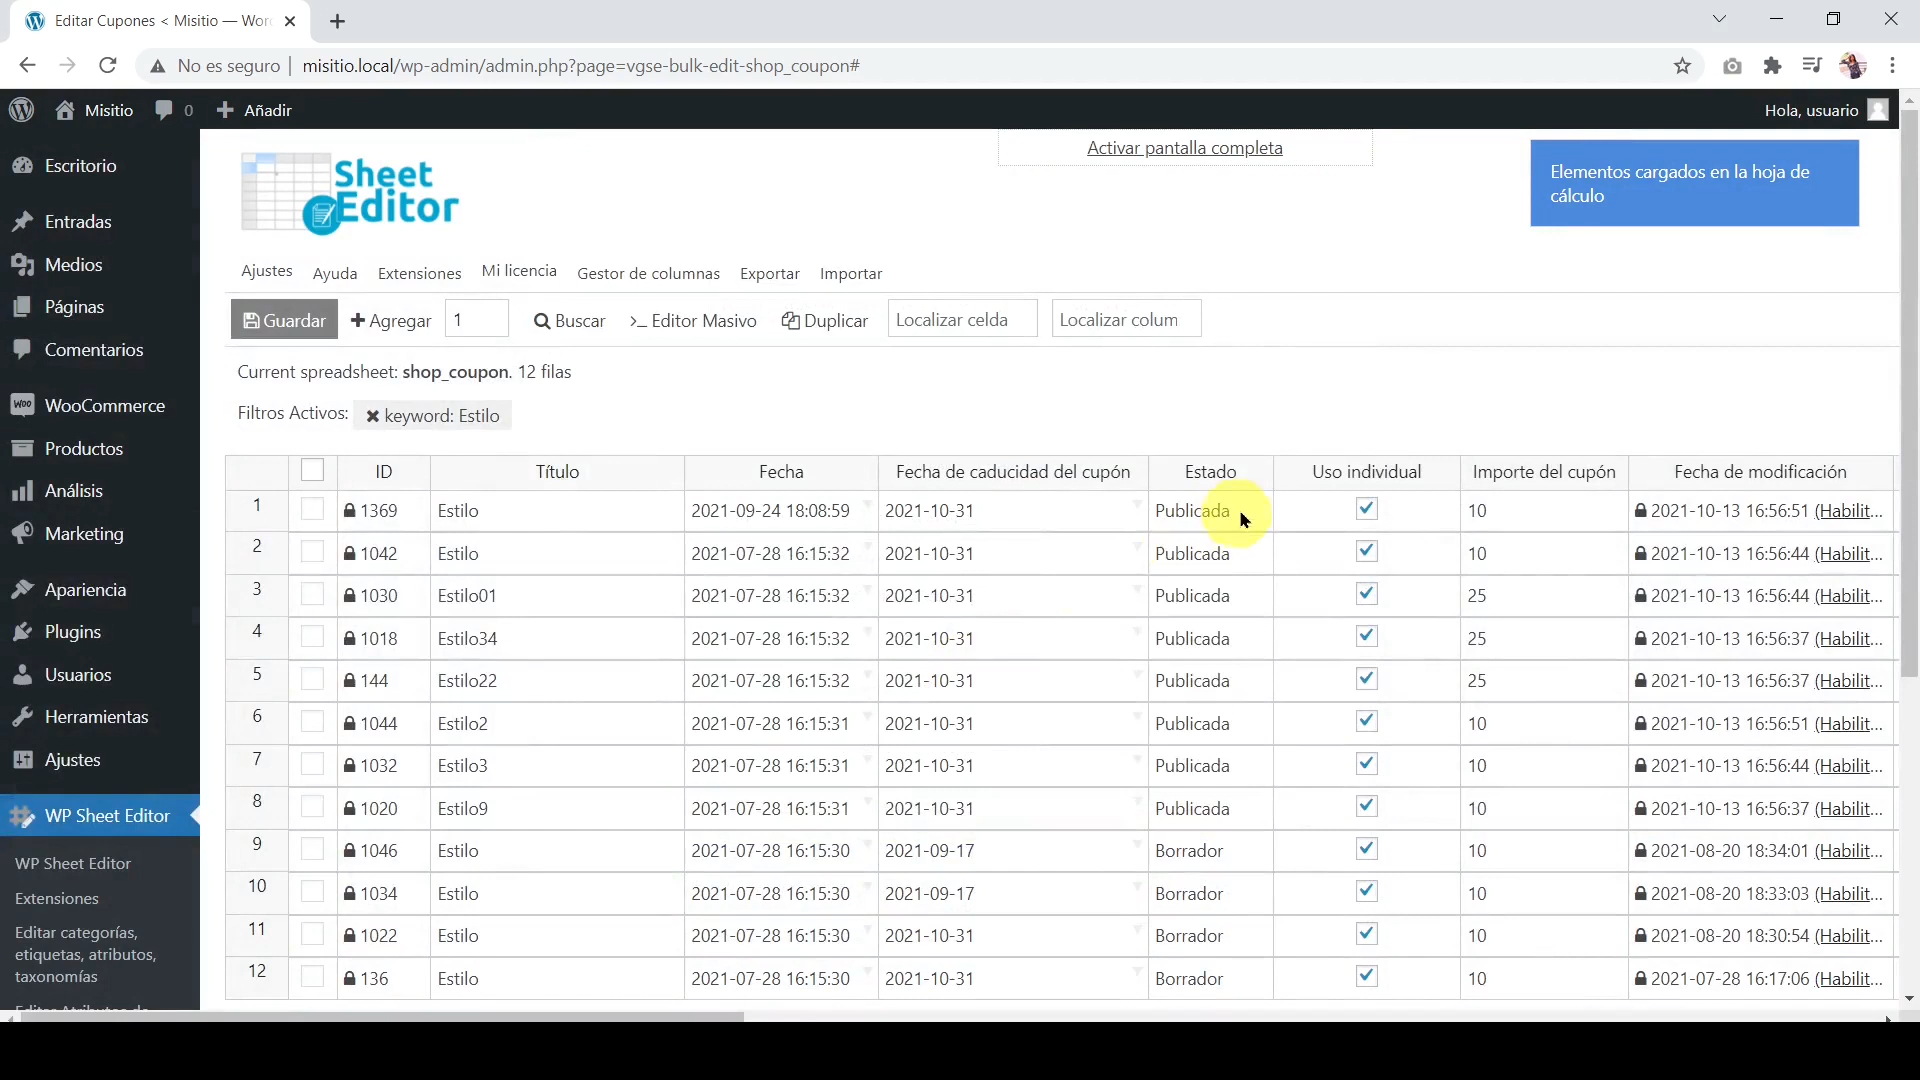 Editar Cupones < Misitio — Wor
No es seguro | misitio.local/wp-admin/admin.php?page=vgse-bulk-edit-shop_coupon#
Misitio 0 Añadir Hola, usuario
Escritorio
Entradas
Medios
Páginas
Comentarios
WooCommerce
Productos
Análisis
Marketing
Apariencia
Plugins
Usuarios
Herramientas
Ajustes
WP Sheet Editor
WP Sheet Editor
Extensiones
Editar categorías,
etiquetas, atributos,
taxonomías
Activar pantalla completa
Sheet
Editor
Elementos cargados en la hoja de
cálculo
Ajustes Ayuda Extensiones Mi licencia Gestor de columnas Exportar Importar
Guardar Agregar 1 Buscar Editor Masivo Duplicar Localizar celda Localizar colum
Current spreadsheet: shop_coupon. 12 filas
Filtros Activos: keyword: Estilo
ID Título Fecha Fecha de caducidad del cupón Estado Uso individual Importe del cupón Fecha de modificación
1 1369 Estilo 2021-09-24 18:08:59 2021-10-31 Publicada 10 2021-10-13 16:56:51 (Habilit...
2 1042 Estilo 2021-07-28 16:15:32 2021-10-31 Publicada 10 2021-10-13 16:56:44 (Habilit...
3 1030 Estilo01 2021-07-28 16:15:32 2021-10-31 Publicada 25 2021-10-13 16:56:44 (Habilit...
4 1018 Estilo34 2021-07-28 16:15:32 2021-10-31 Publicada 25 2021-10-13 16:56:37 (Habilit...
5 144 Estilo22 2021-07-28 16:15:32 2021-10-31 Publicada 25 2021-10-13 16:56:37 (Habilit...
6 1044 Estilo2 2021-07-28 16:15:31 2021-10-31 Publicada 10 2021-10-13 16:56:51 (Habilit...
7 1032 Estilo3 2021-07-28 16:15:31 2021-10-31 Publicada 10 2021-10-13 16:56:44 (Habilit...
8 1020 Estilo9 2021-07-28 16:15:31 2021-10-31 Publicada 10 2021-10-13 16:56:37 (Habilit...
9 1046 Estilo 2021-07-28 16:15:30 2021-09-17 Borrador 10 2021-08-20 18:34:01 (Habilit...
10 1034 Estilo 2021-07-28 16:15:30 2021-09-17 Borrador 10 2021-08-20 18:33:03 (Habilit...
11 1022 Estilo 2021-07-28 16:15:30 2021-10-31 Borrador 10 2021-08-20 18:30:54 (Habilit...
12 136 Estilo 2021-07-28 16:15:30 2021-10-31 Borrador 10 2021-07-28 16:17:06 (Habilit...